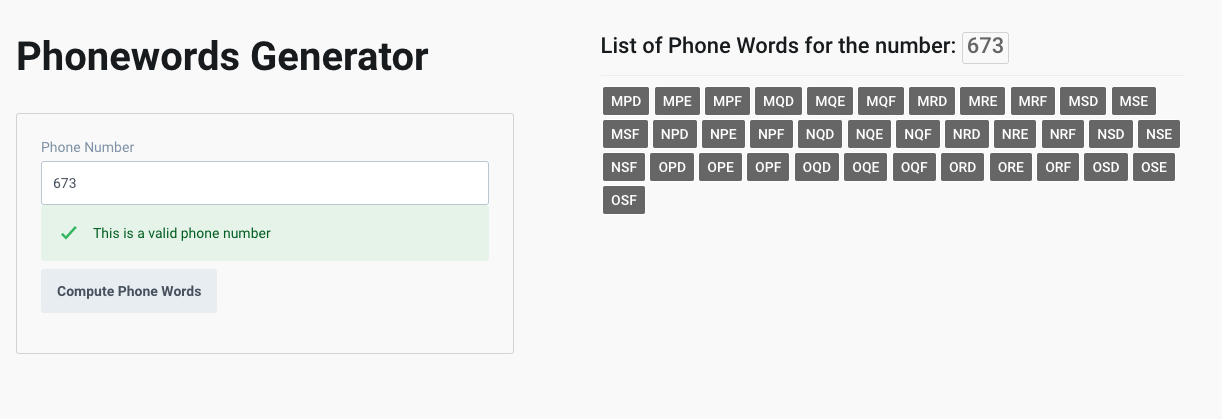 Phonewords Generator
Phone Number
673
This is a valid phone number
Compute Phone Words
List of Phone Words for the number: 673
MPD MPE MPF MQD MQE MQF MRD MRE MRF MSD MSE
MSF NPD NPE NPF NQD NQE NQF NRD NRE NRF NSD NSE
NSF OPD OPE OPF OQD OQE OQF ORD ORE ORF OSD OSE
OSF